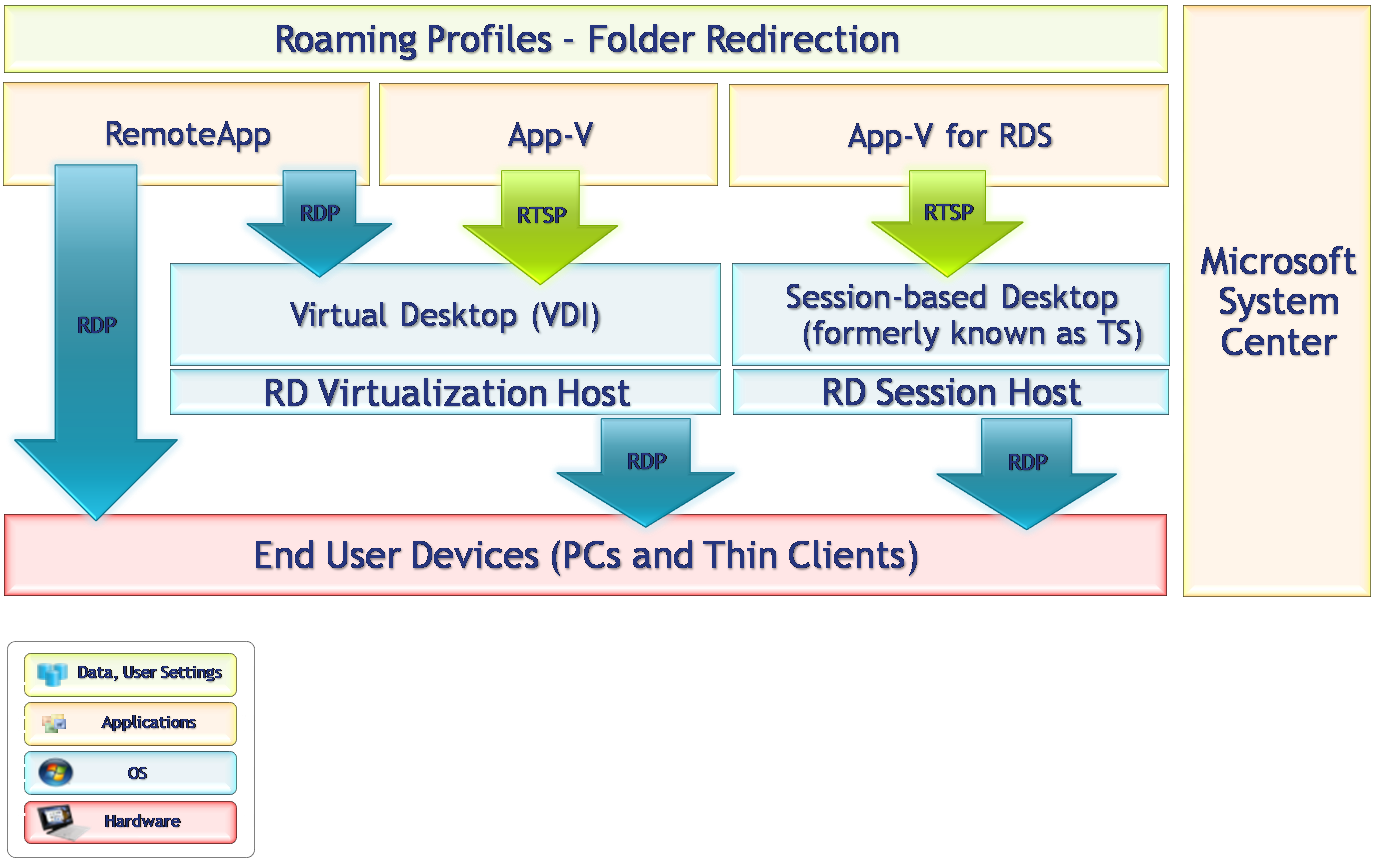 Roaming Profiles – Folder Redirection
RemoteApp
App-V
App-V for RDS
RDP
RTSP
RTSP
RDP
Virtual Desktop (VDI)
Session-based Desktop
(formerly known as TS)
RD Virtualization Host
RD Session Host
RDP
RDP
End User Devices (PCs and Thin Clients)
Microsoft
System
Center
Data, User Settings
Applications
OS
Hardware